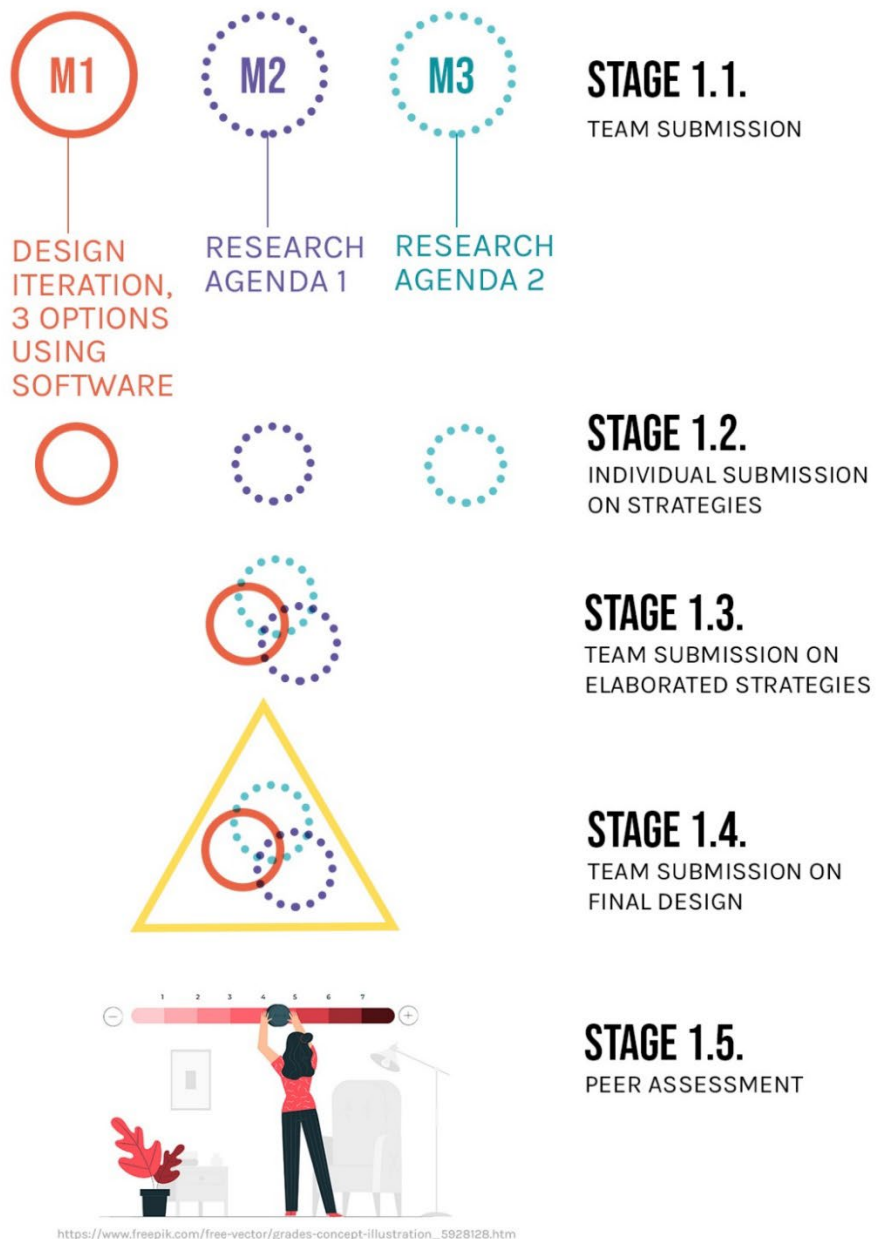 M1
M2
M3
STAGE 1.1.
TEAM SUBMISSION
DESIGN
ITERATION,
3 OPTIONS
USING
SOFTWARE
RESEARCH
AGENDA 1
RESEARCH
AGENDA 2
STAGE 1.2.
INDIVIDUAL SUBMISSION
ON STRATEGIES
STAGE 1.3.
TEAM SUBMISSION ON
ELABORATED STRATEGIES
STAGE 1.4.
TEAM SUBMISSION ON
FINAL DESIGN
1 2 3 4 5 6 7
STAGE 1.5.
PEER ASSESSMENT
https://www.freepik.com/free-vector/grades-concept-illustration_5928128.htm